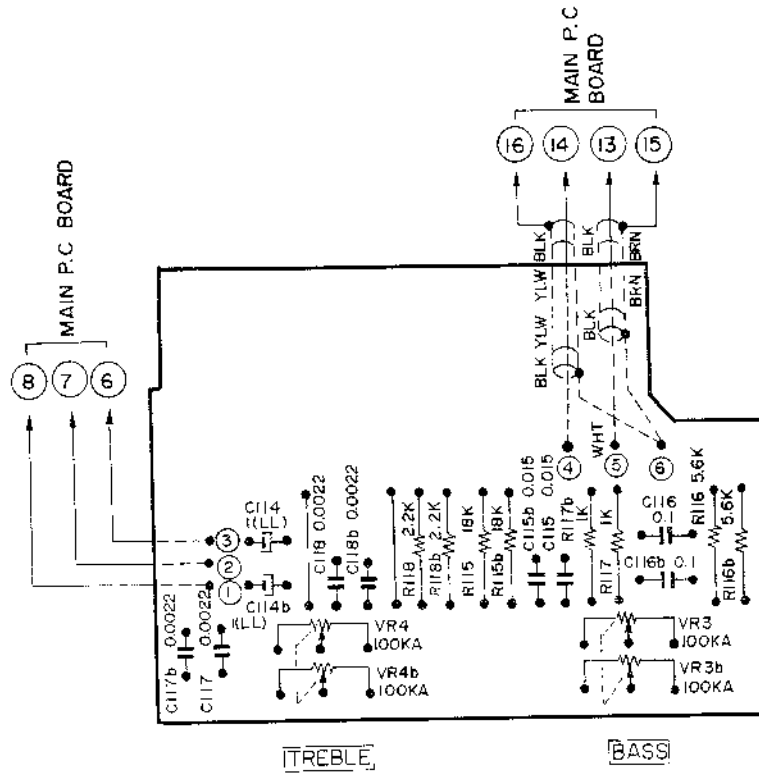 MAIN P.C
BOARD
16
14
13
15
MAIN P.C BOARD
8
7
6
BLK
YLW
BLK
BRN
BRN
BLK
YLW
BLK
WHT
4
5
6
3
2
1
C114
1(LL)
C114b
1(LL)
C117b
0.0022
C117
0.0022
C118 0.0022
C118b 0.0022
R118 2.2K
R118b 2.2K
R115 18K
R115b 18K
C115b 0.015
C115 0.015
R117b 1K
R117 1K
C116
0.1
C116b 0.1
R116 5.6K
R116b 5.6K
VR4
100KA
VR4b
100KA
VR3
100KA
VR3b
100KA
TREBLE
BASS